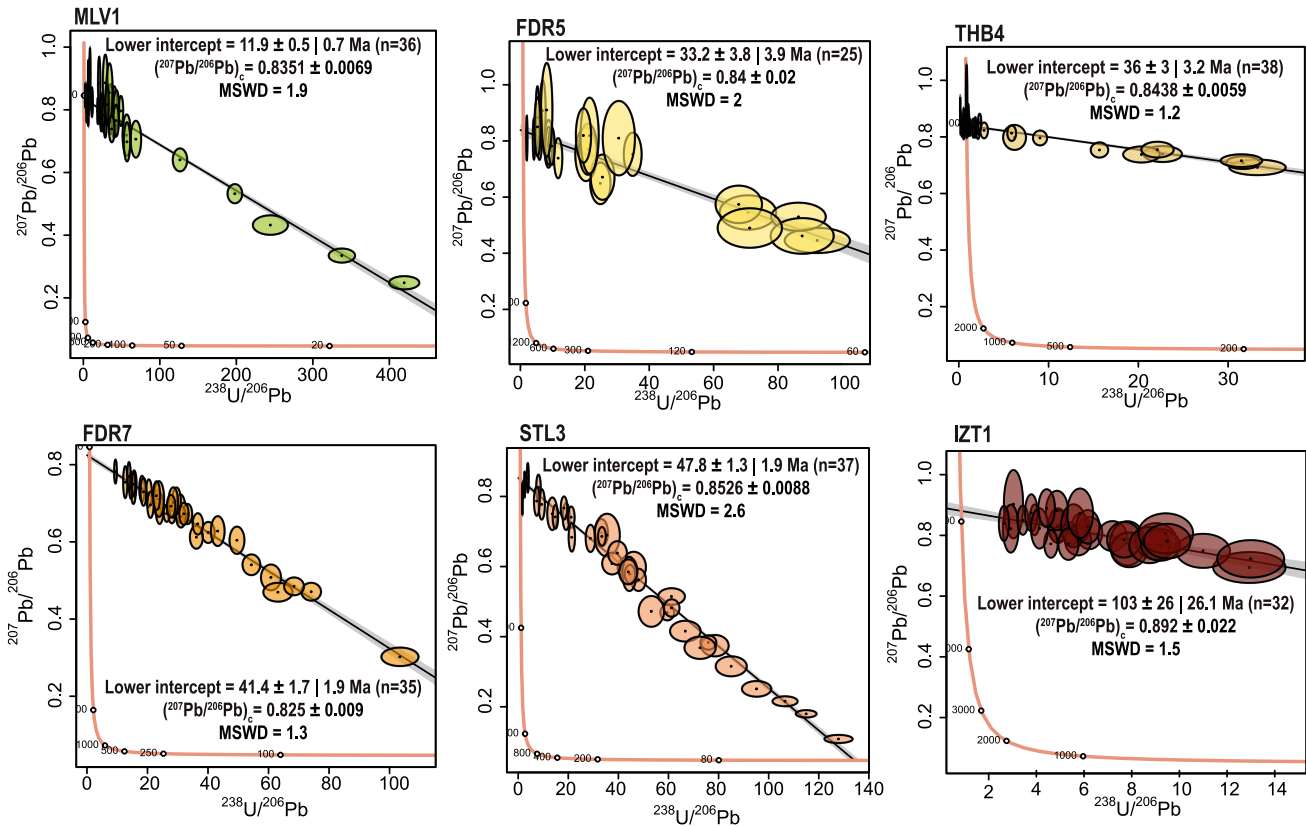 MLV1
Lower intercept = 11.9 ± 0.5 | 0.7 Ma (n=36)
(²⁰⁷Pb/²⁰⁶Pb)c = 0.8351 ± 0.0069
MSWD = 1.9
²⁰⁷Pb/²⁰⁶Pb
1.0
0.8
0.6
0.4
0.2
200 100 50 20
0 100 200 300 400
²³⁸U/²⁰⁶Pb
FDR5
Lower intercept = 33.2 ± 3.8 | 3.9 Ma (n=25)
(²⁰⁷Pb/²⁰⁶Pb)c = 0.84 ± 0.02
MSWD = 2
²⁰⁷Pb/²⁰⁶Pb
1.0
0.8
0.6
0.4
0.2
600 300 120 60
0 20 40 60 80 100
²³⁸U/²⁰⁶Pb
THB4
Lower intercept = 36 ± 3 | 3.2 Ma (n=38)
(²⁰⁷Pb/²⁰⁶Pb)c = 0.8438 ± 0.0059
MSWD = 1.2
²⁰⁷Pb/²⁰⁶Pb
1.0
0.8
0.6
0.4
0.2
2000 1000 500 200
0 10 20 30
²³⁸U/²⁰⁶Pb
FDR7
²⁰⁷Pb/²⁰⁶Pb
0.8
0.6
0.4
0.2
Lower intercept = 41.4 ± 1.7 | 1.9 Ma (n=35)
(²⁰⁷Pb/²⁰⁶Pb)c = 0.825 ± 0.009
MSWD = 1.3
1000 500 250 100
0 20 40 60 80 100
²³⁸U/²⁰⁶Pb
STL3
Lower intercept = 47.8 ± 1.3 | 1.9 Ma (n=37)
(²⁰⁷Pb/²⁰⁶Pb)c = 0.8526 ± 0.0088
MSWD = 2.6
²⁰⁷Pb/²⁰⁶Pb
0.8
0.6
0.4
0.2
800 400 200 80
0 20 40 60 80 100 120 140
²³⁸U/²⁰⁶Pb
IZT1
²⁰⁷Pb/²⁰⁶Pb
1.0
0.8
0.6
0.4
0.2
Lower intercept = 103 ± 26 | 26.1 Ma (n=32)
(²⁰⁷Pb/²⁰⁶Pb)c = 0.892 ± 0.022
MSWD = 1.5
3000
2000 1000
2 4 6 8 10 12 14
²³⁸U/²⁰⁶Pb